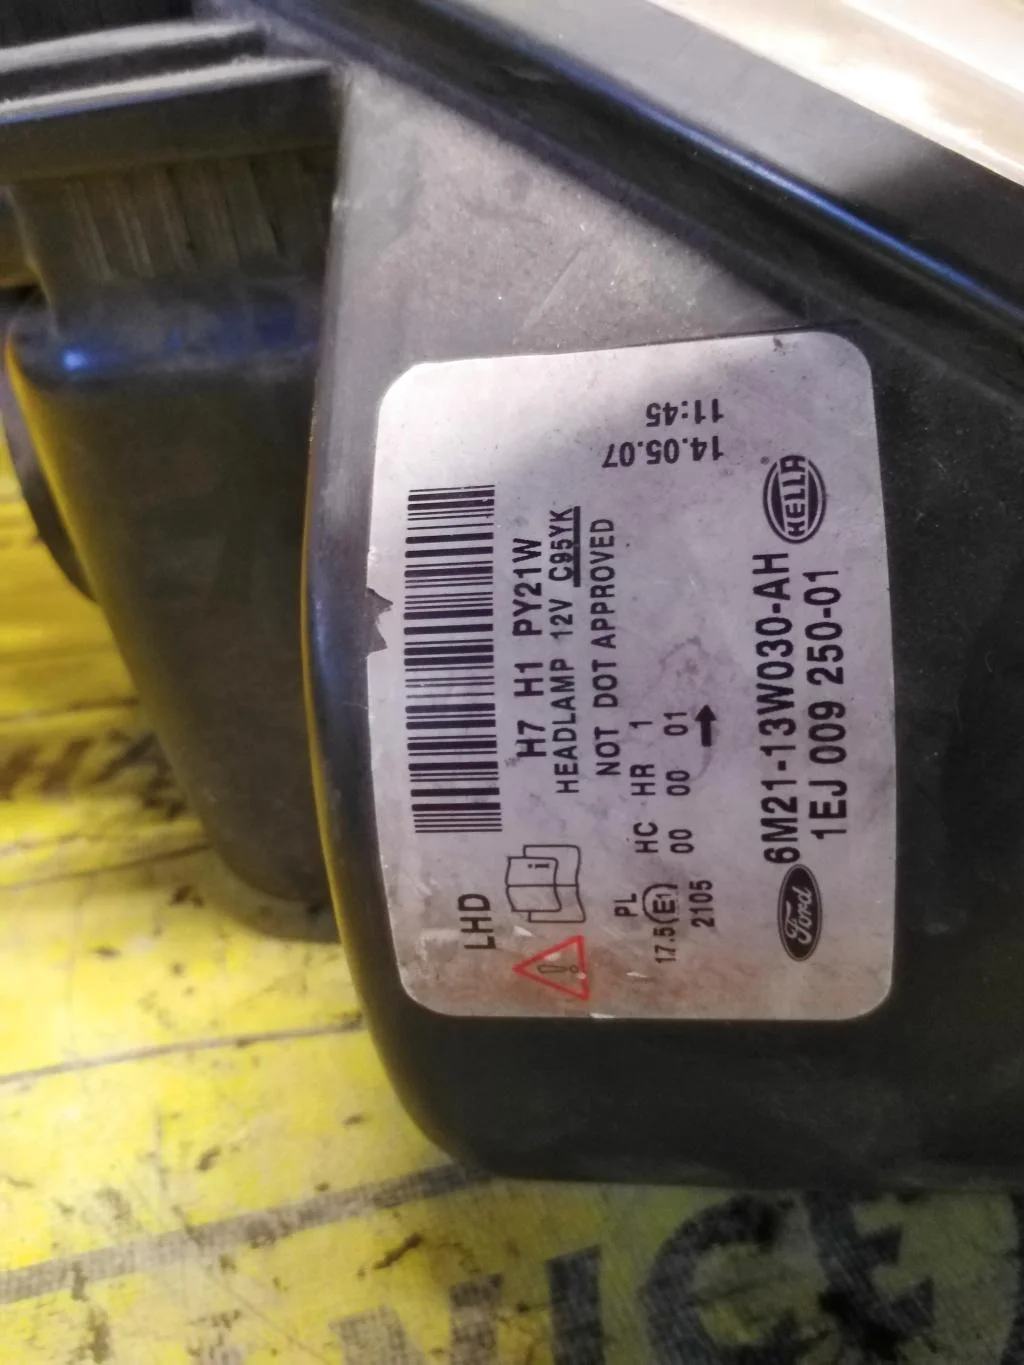 LHD
H7 H1 PY21W
HEADLAMP 12V C95YK
NOT DOT APPROVED
PL HC HR 1
17.5 E1 00 00 01
2105
14.05.07
11:45
Ford 6M21-13W030-AH HELLA
1EJ 009 250-01